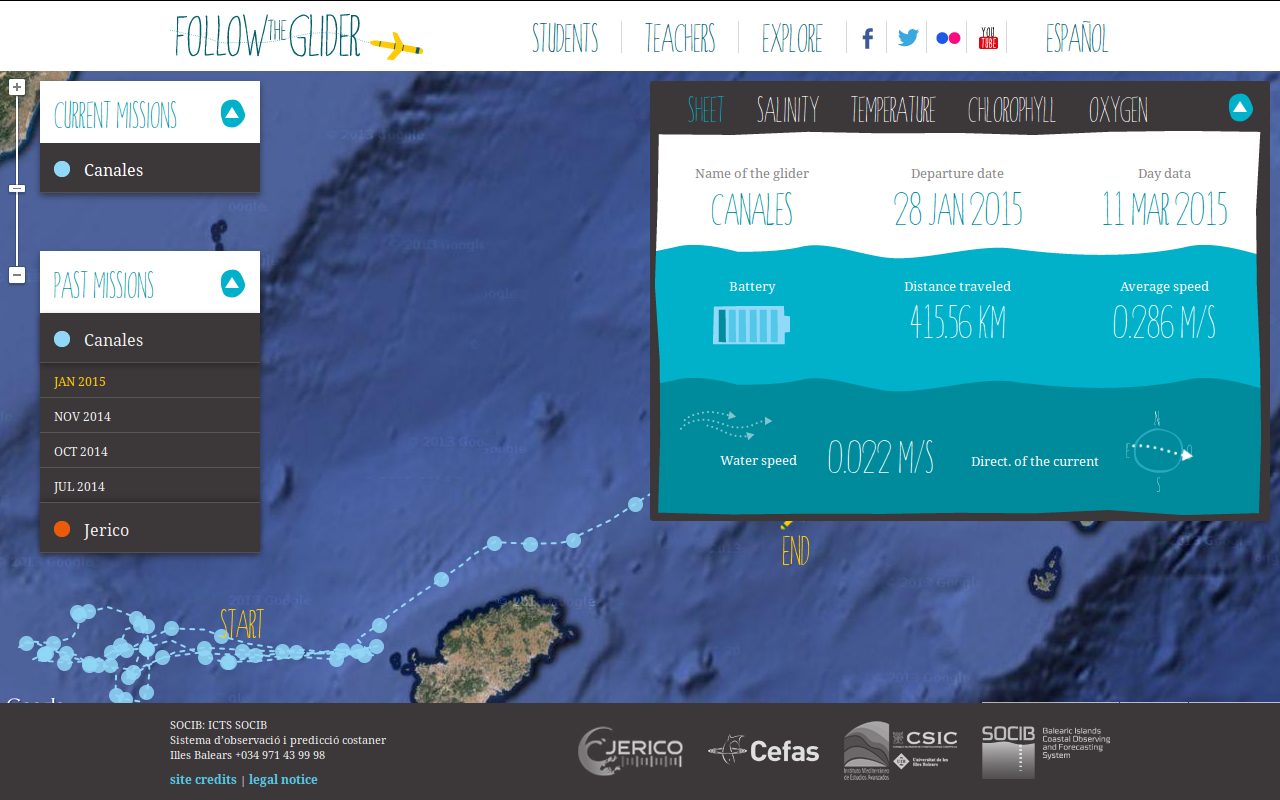 FOLLOW THE GLIDER
STUDENTS
TEACHERS
EXPLORE
YOU
TUBE
ESPAÑOL
CURRENT MISSIONS
Canales
PAST MISSIONS
Canales
JAN 2015
NOV 2014
OCT 2014
JUL 2014
Jerico
SHEET
SALINITY
TEMPERATURE
CHLOROPHYLL
OXYGEN
Name of the glider
CANALES
Departure date
28 JAN 2015
Day data
11 MAR 2015
Battery
Distance traveled
415.56 KM
Average speed
0.286 M/S
Water speed
0.022 M/S
Direct. of the current
N
E
O
S
END
START
© 2013 Google
SOCIB: ICTS SOCIB
Sistema d'observació i predicció costaner
Illes Balears +034 971 43 99 98
site credits | legal notice
JERICO
Cefas
Institut Mediterrani
de Estudios Avanzados
CSIC
Universitat de les
Illes Balears
SOCIB
Balearic Islands
Coastal Observing
and Forecasting
System